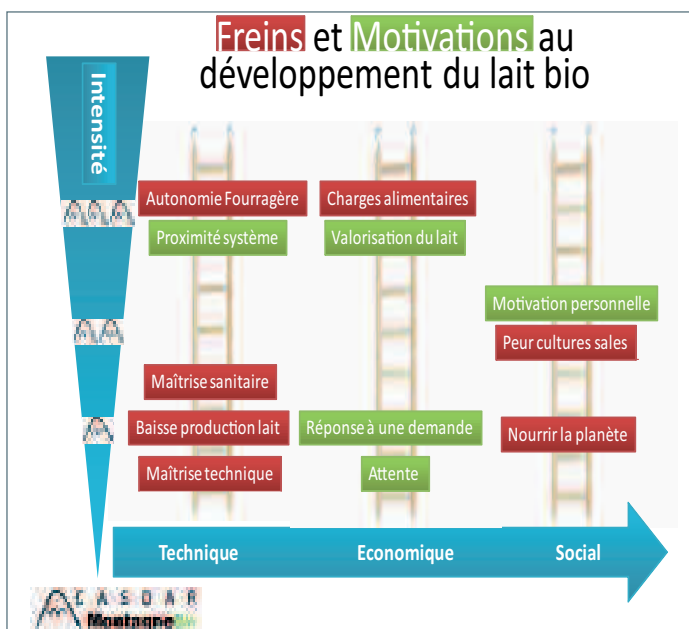 Freins et Motivations au
développement du lait bio
Intensité
Autonomie Fourragère
Charges alimentaires
Proximité système
Valorisation du lait
Motivation personnelle
Peur cultures sales
Maîtrise sanitaire
Baisse production lait
Réponse à une demande
Nourrir la planète
Maîtrise technique
Attente
Technique
Economique
Social
CASDAR
Montagne